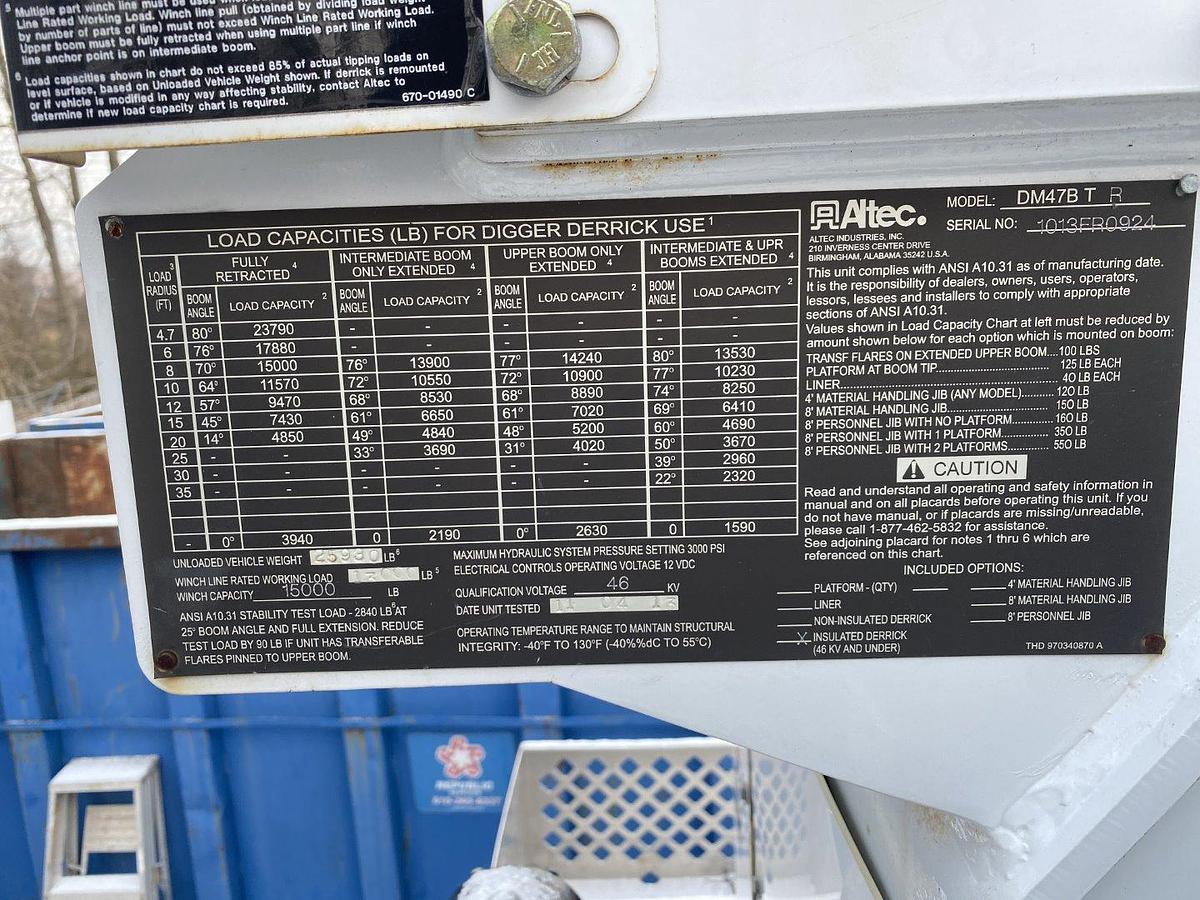 5 Multiple part winch line must be used when
Line Rated Working Load. Winch line pull (obtained by dividing load weight
by number of parts of line) must not exceed Winch Line Rated Working Load.
Upper boom must be fully retracted when using multiple part line if winch
line anchor point is on intermediate boom.
6 Load capacities shown in chart do not exceed 85% of actual tipping loads on
level surface, based on Unloaded Vehicle Weight shown. If derrick is remounted
or if vehicle is modified in any way affecting stability, contact Altec to
determine if new load capacity chart is required.
670-01490 C
LOAD CAPACITIES (LB) FOR DIGGER DERRICK USE 1
LOAD 3 RADIUS (FT)
FULLY RETRACTED 4
INTERMEDIATE BOOM ONLY EXTENDED 4
UPPER BOOM ONLY EXTENDED 4
INTERMEDIATE & UPR BOOMS EXTENDED 4
BOOM ANGLE LOAD CAPACITY 2 BOOM ANGLE LOAD CAPACITY 2 BOOM ANGLE LOAD CAPACITY 2 BOOM ANGLE LOAD CAPACITY 2
4.7 80° 23790 - - - - - -
6 76° 17880 - - - - - -
8 70° 15000 76° 13900 77° 14240 80° 13530
10 64° 11570 72° 10550 72° 10900 77° 10230
12 57° 9470 68° 8530 68° 8890 74° 8250
15 45° 7430 61° 6650 61° 7020 69° 6410
20 14° 4850 49° 4840 48° 5200 60° 4690
25 - - 33° 3690 31° 4020 50° 3670
30 - - - - - - 39° 2960
35 - - - - - - 22° 2320
- 0° 3940 0 2190 0° 2630 0 1590
UNLOADED VEHICLE WEIGHT 25980 LB 6
WINCH LINE RATED WORKING LOAD LB 5
WINCH CAPACITY 15000 LB
ANSI A10.31 STABILITY TEST LOAD - 2840 LB 6 AT
25° BOOM ANGLE AND FULL EXTENSION. REDUCE
TEST LOAD BY 90 LB IF UNIT HAS TRANSFERABLE
FLARES PINNED TO UPPER BOOM.
MAXIMUM HYDRAULIC SYSTEM PRESSURE SETTING 3000 PSI
ELECTRICAL CONTROLS OPERATING VOLTAGE 12 VDC
QUALIFICATION VOLTAGE 46 KV
DATE UNIT TESTED 11 04 13
OPERATING TEMPERATURE RANGE TO MAINTAIN STRUCTURAL
INTEGRITY: -40°F TO 130°F (-40%%dC TO 55°C)
Altec.
ALTEC INDUSTRIES, INC.
210 INVERNESS CENTER DRIVE
BIRMINGHAM, ALABAMA 35242 U.S.A.
MODEL: DM47B T R
SERIAL NO: 1013FR0924
This unit complies with ANSI A10.31 as of manufacturing date.
It is the responsibility of dealers, owners, users, operators,
lessors, lessees and installers to comply with appropriate
sections of ANSI A10.31.
Values shown in Load Capacity Chart at left must be reduced by
amount shown below for each option which is mounted on boom:
TRANSF FLARES ON EXTENDED UPPER BOOM....100 LBS
PLATFORM AT BOOM TIP.............................. 125 LB EACH
LINER.................................................... 40 LB EACH
4' MATERIAL HANDLING JIB (ANY MODEL)......... 120 LB
8' MATERIAL HANDLING JIB........................... 150 LB
8' PERSONNEL JIB WITH NO PLATFORM............ 160 LB
8' PERSONNEL JIB WITH 1 PLATFORM.............. 350 LB
8' PERSONNEL JIB WITH 2 PLATFORMS........... 550 LB
CAUTION
Read and understand all operating and safety information in
manual and on all placards before operating this unit. If you
do not have manual, or if placards are missing/unreadable,
please call 1-877-462-5832 for assistance.
See adjoining placard for notes 1 thru 6 which are
referenced on this chart.
INCLUDED OPTIONS:
PLATFORM - (QTY)
LINER
NON-INSULATED DERRICK
X INSULATED DERRICK
(46 KV AND UNDER)
4' MATERIAL HANDLING JIB
8' MATERIAL HANDLING JIB
8' PERSONNEL JIB
THD 970340870 A
REPUBLIC